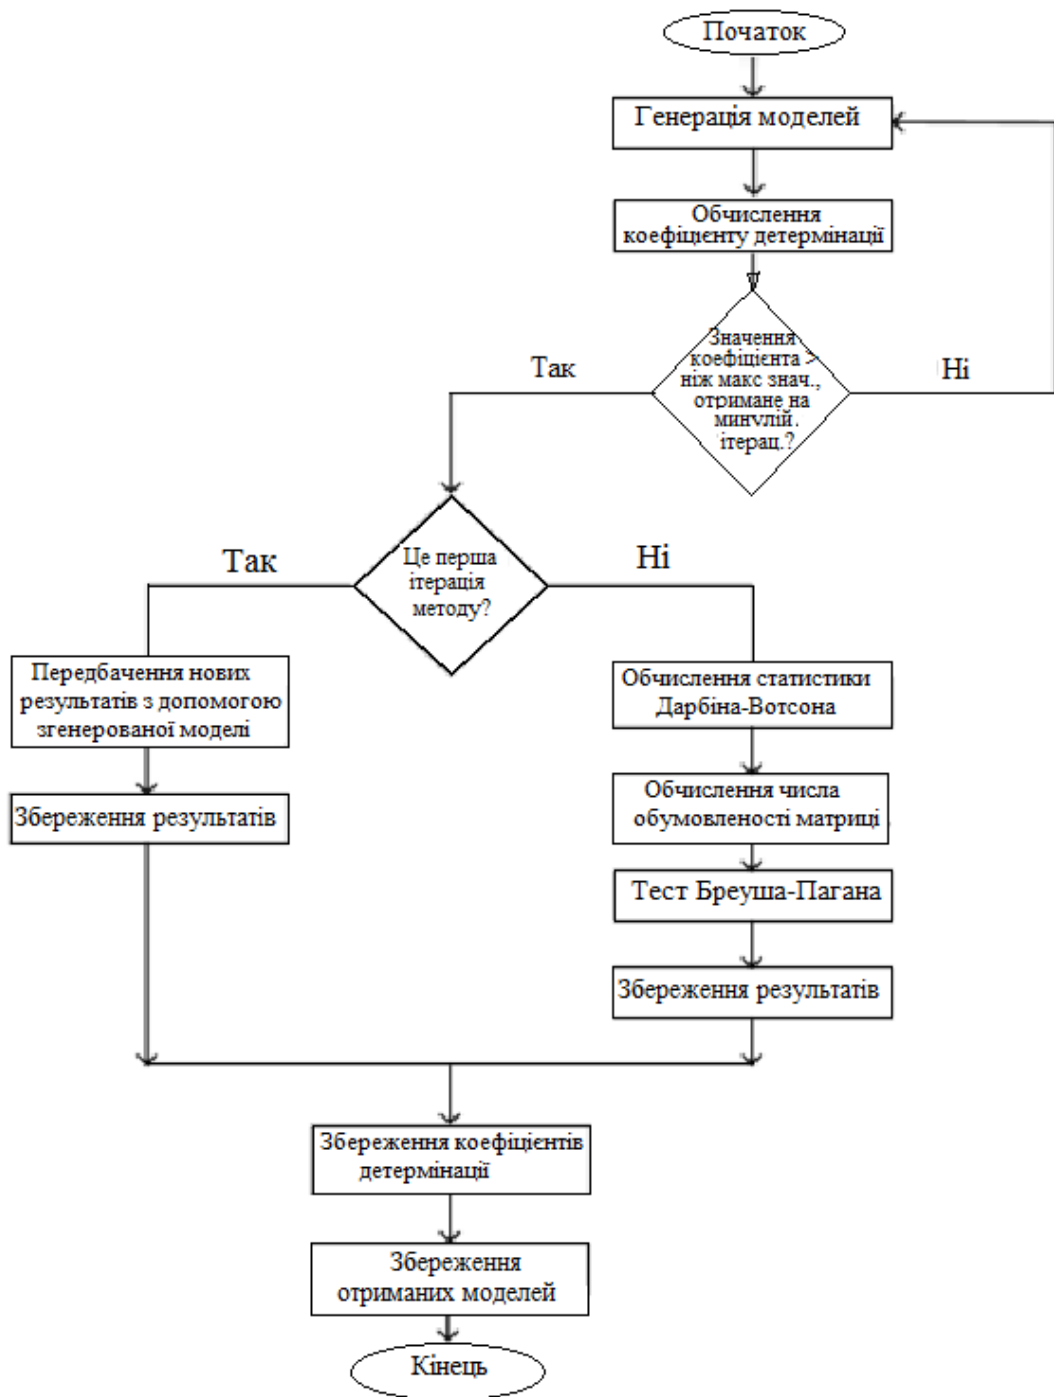 Початок
Генерація моделей
Обчислення
коефіцієнту детермінації
Значення
коефіцієнта >
ніж макс знач.,
отримане на
минулій.
ітерац.?
Так
Ні
Це перша
ітерація
методу?
Так
Ні
Передбачення нових
результатів з допомогою
згенерованої моделі
Збереження результатів
Обчислення статистики
Дарбіна-Вотсона
Обчислення числа
обумовленості матриці
Тест Бреуша-Пагана
Збереження результатів
Збереження коефіцієнтів
детермінації
Збереження
отриманих моделей
Кінець